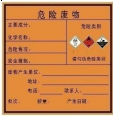 危险废物
主要成分：
化学名称：
危险情况：
安全措施：
危险类别
废物产生单位：
地址：
电话：
联系人：
批次：
数量：
产生日期：